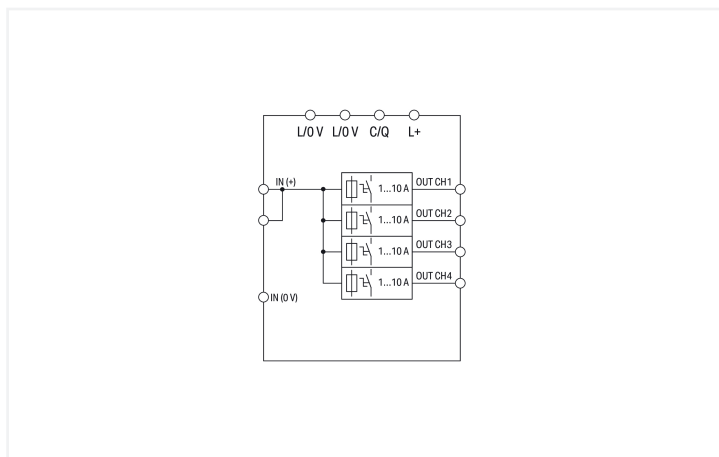 L/0 V L/0 V C/Q L+
IN (+)
1...10 A OUT CH1
1...10 A OUT CH2
1...10 A OUT CH3
1...10 A OUT CH4
IN (0 V)